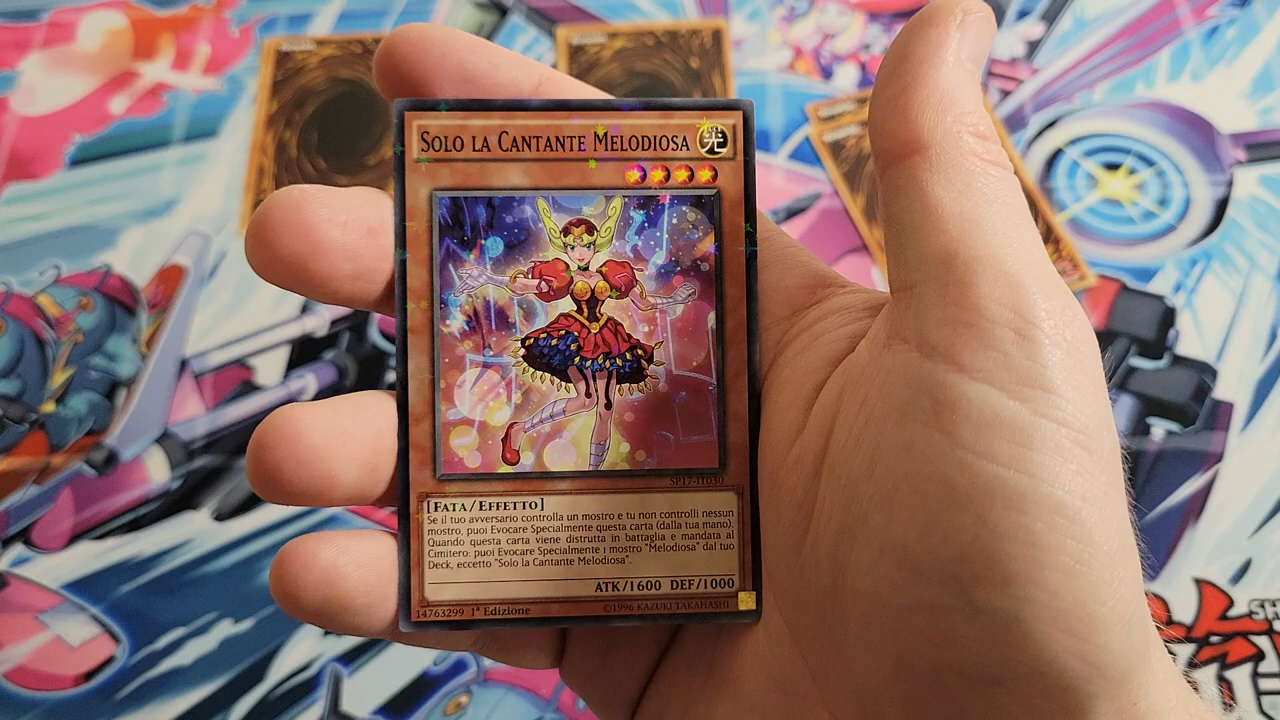 SOLO LA CANTANTE MELODIOSA
光
SP17-IT030
[FATA/EFFETTO]
Se il tuo avversario controlla un mostro e tu non controlli nessun
mostro, puoi Evocare Specialmente questa carta (dalla tua mano).
Quando questa carta viene distrutta in battaglia e mandata al
Cimitero: puoi Evocare Specialmente 1 mostro "Melodiosa" dal tuo
Deck, eccetto "Solo la Cantante Melodiosa".
ATK/1600 DEF/1000
14763299 1ª Edizione ©1996 KAZUKI TAKAHASHI
SH